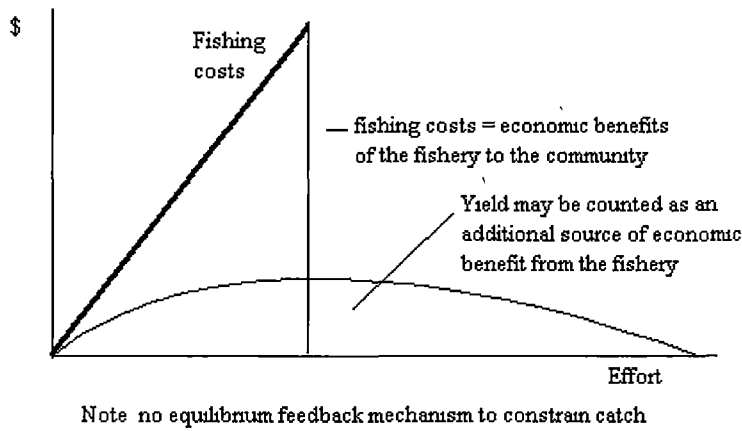 $
Fishing
costs
fishing costs = economic benefits
of the fishery to the community
Yield may be counted as an
additional source of economic
benefit from the fishery
Effort
Note no equilibrium feedback mechanism to constrain catch